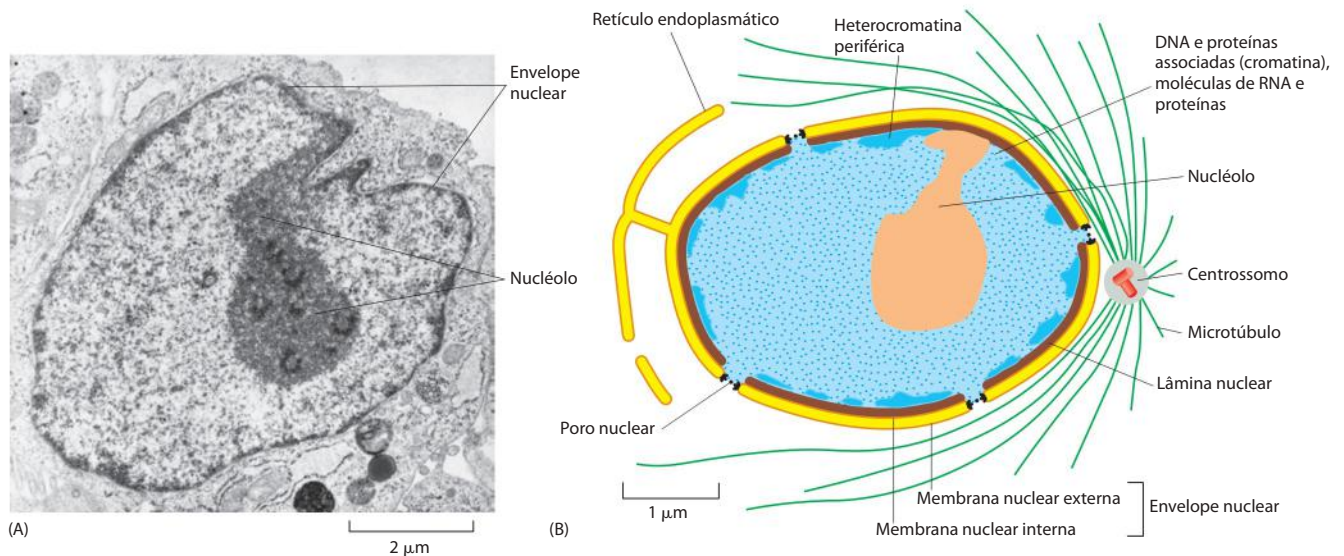 Envelope
nuclear
Nucléolo
(A)
2 μm
Retículo endoplasmático
Heterocromatina
periférica
DNA e proteínas
associadas (cromatina),
moléculas de RNA e
proteínas
Nucléolo
Centrossomo
Microtúbulo
Lâmina nuclear
Poro nuclear
1 μm
Membrana nuclear externa
Membrana nuclear interna
Envelope nuclear
(B)